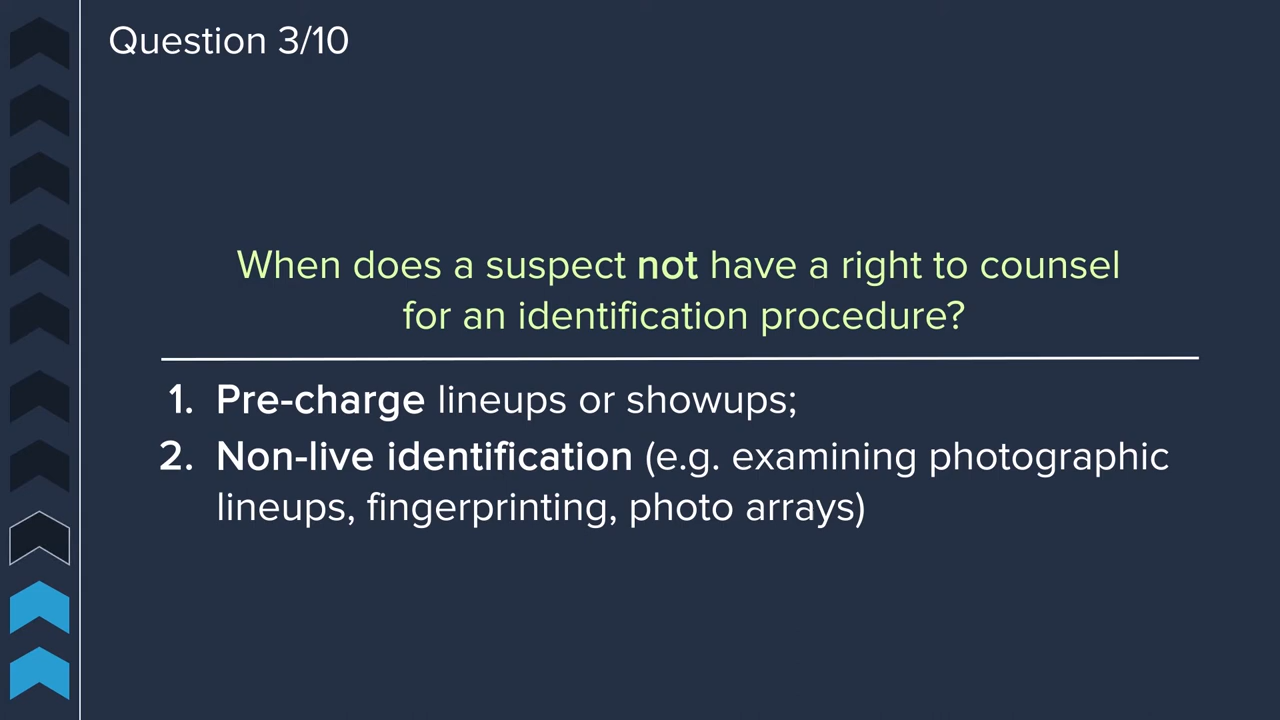 Question 3/10
When does a suspect not have a right to counsel
for an identification procedure?
1. Pre-charge lineups or showups;
2. Non-live identification (e.g. examining photographic
lineups, fingerprinting, photo arrays)